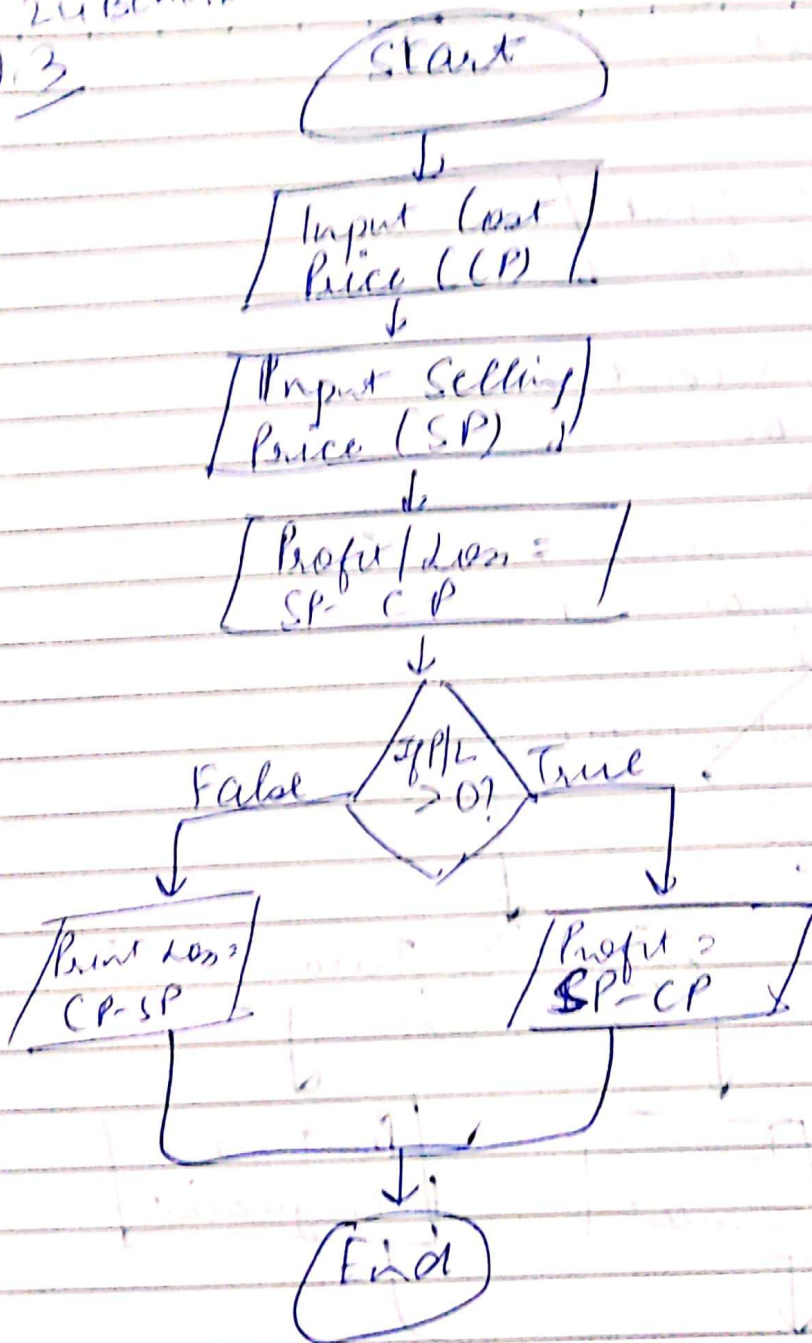 Q.3
Start
Input Cost
Price (CP)
Input Selling
Price (SP)
Profit/Loss =
SP- CP
If P/L
> 0?
False
True
Print Loss =
CP-SP
Profit =
SP-CP
End